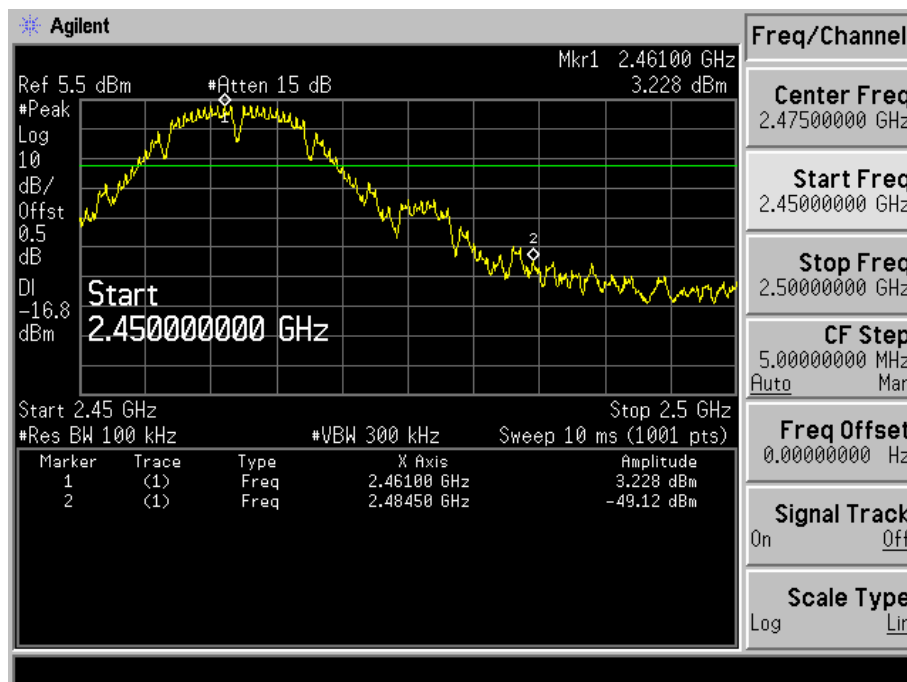 Agilent
Freq/Channel
Mkr1 2.46100 GHz
Ref 5.5 dBm #Atten 15 dB 3.228 dBm
#Peak
Log
10
dB/
Offst
0.5
dB
DI
-16.8
dBm
1
2
Start
2.450000000 GHz
Start 2.45 GHz Stop 2.5 GHz
#Res BW 100 kHz #VBW 300 kHz Sweep 10 ms (1001 pts)
Marker Trace Type X Axis Amplitude
1 (1) Freq 2.46100 GHz 3.228 dBm
2 (1) Freq 2.48450 GHz -49.12 dBm
Center Freq
2.47500000 GHz
Start Freq
2.45000000 GHz
Stop Freq
2.50000000 GHz
CF Step
5.00000000 MHz
Auto Man
Freq Offset
0.00000000 Hz
Signal Track
On Off
Scale Type
Log Lin